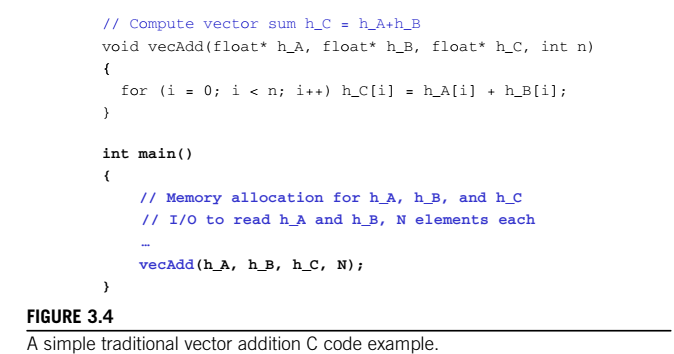 // Compute vector sum h_C = h_A+h_B
void vecAdd(float* h_A, float* h_B, float* h_C, int n)
{
for (i = 0; i < n; i++) h_C[i] = h_A[i] + h_B[i];
}
int main()
{
// Memory allocation for h_A, h_B, and h_C
// I/O to read h_A and h_B, N elements each
…
vecAdd(h_A, h_B, h_C, N);
}
FIGURE 3.4
A simple traditional vector addition C code example.